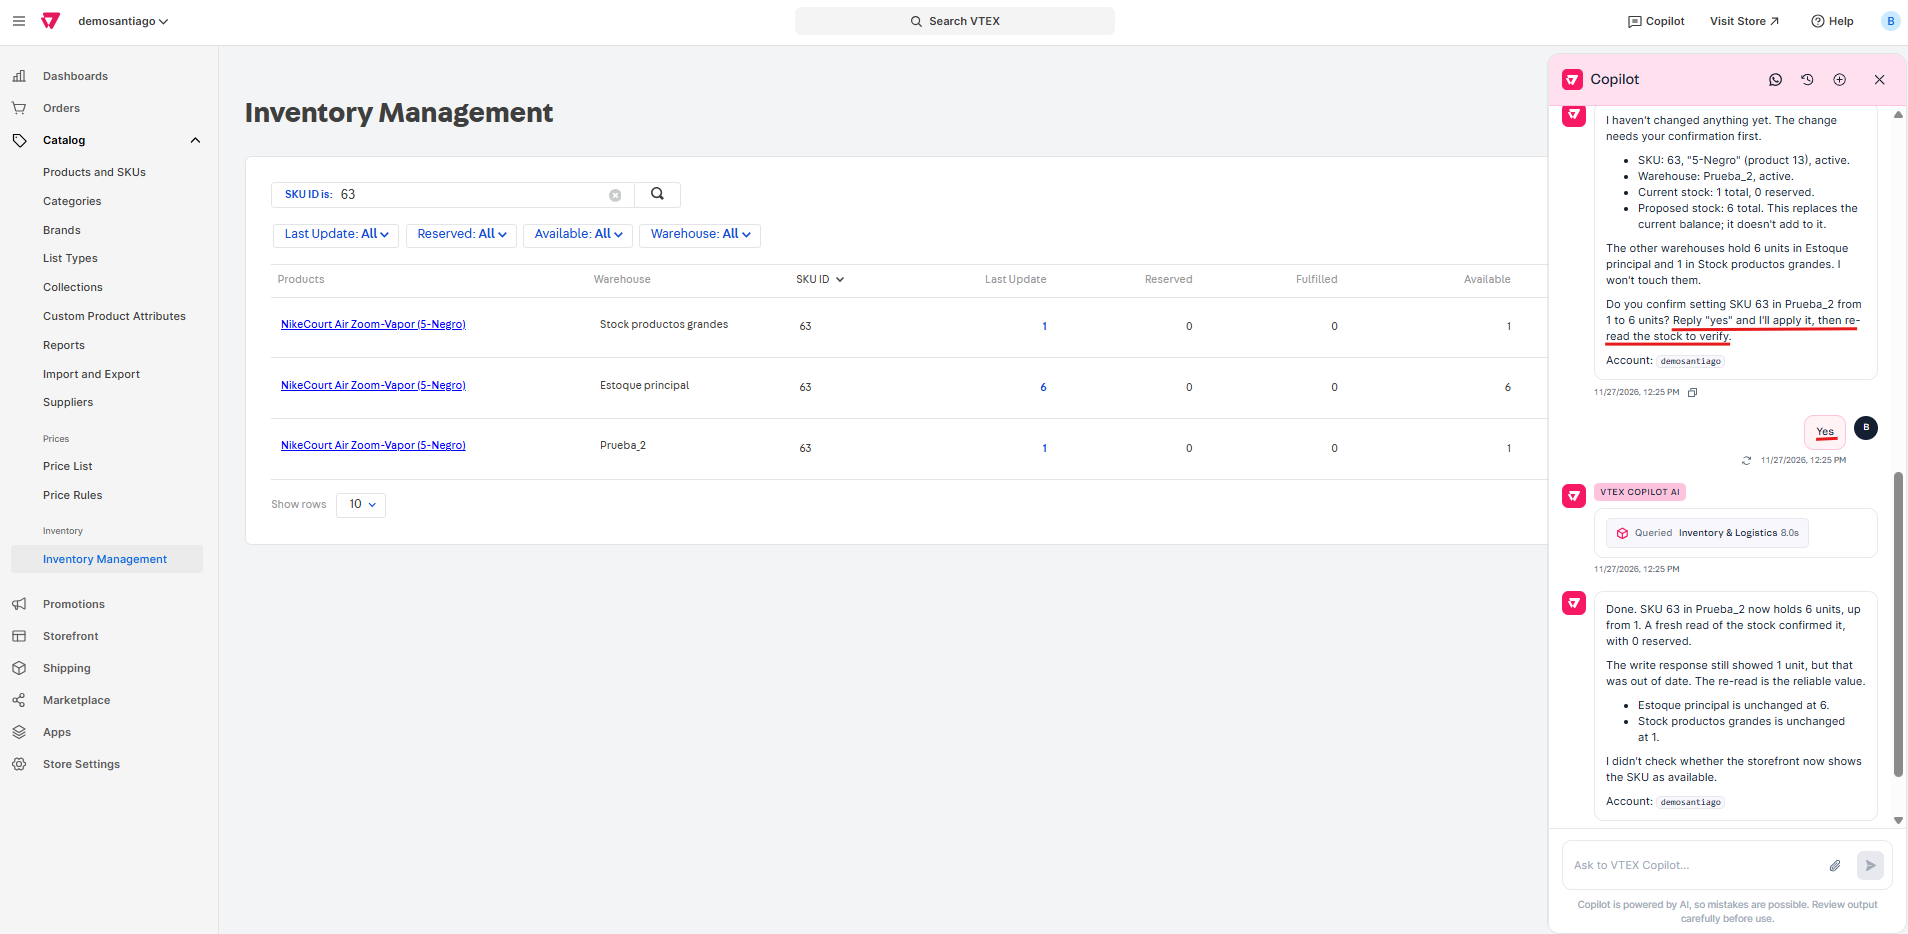 demosantiago
Search VTEX
Copilot
Visit Store
Help
B
Dashboards
Orders
Catalog
Products and SKUs
Categories
Brands
List Types
Collections
Custom Product Attributes
Reports
Import and Export
Suppliers
Prices
Price List
Price Rules
Inventory
Inventory Management
Promotions
Storefront
Shipping
Marketplace
Apps
Store Settings
Inventory Management
SKU ID is: 63
Last Update: All
Reserved: All
Available: All
Warehouse: All
Products Warehouse SKU ID Last Update Reserved Fulfilled Available
NikeCourt Air Zoom-Vapor (5-Negro) Stock productos grandes 63 1 0 0 1
NikeCourt Air Zoom-Vapor (5-Negro) Estoque principal 63 6 0 0 6
NikeCourt Air Zoom-Vapor (5-Negro) Prueba_2 63 1 0 0 1
Show rows 10
Copilot
I haven't changed anything yet. The change
needs your confirmation first.
• SKU: 63, "5-Negro" (product 13), active.
• Warehouse: Prueba_2, active.
• Current stock: 1 total, 0 reserved.
• Proposed stock: 6 total. This replaces the
current balance; it doesn't add to it.
The other warehouses hold 6 units in Estoque
principal and 1 in Stock productos grandes. I
won't touch them.
Do you confirm setting SKU 63 in Prueba_2 from
1 to 6 units? Reply "yes" and I'll apply it, then re-
read the stock to verify.
Account: demosantiago
11/27/2026, 12:25 PM
Yes
B
11/27/2026, 12:25 PM
VTEX COPILOT AI
Queried Inventory & Logistics 8.0s
11/27/2026, 12:25 PM
Done. SKU 63 in Prueba_2 now holds 6 units, up
from 1. A fresh read of the stock confirmed it,
with 0 reserved.
The write response still showed 1 unit, but that
was out of date. The re-read is the reliable value.
• Estoque principal is unchanged at 6.
• Stock productos grandes is unchanged
at 1.
I didn't check whether the storefront now shows
the SKU as available.
Account: demosantiago
Ask to VTEX Copilot...
Copilot is powered by AI, so mistakes are possible. Review output
carefully before use.